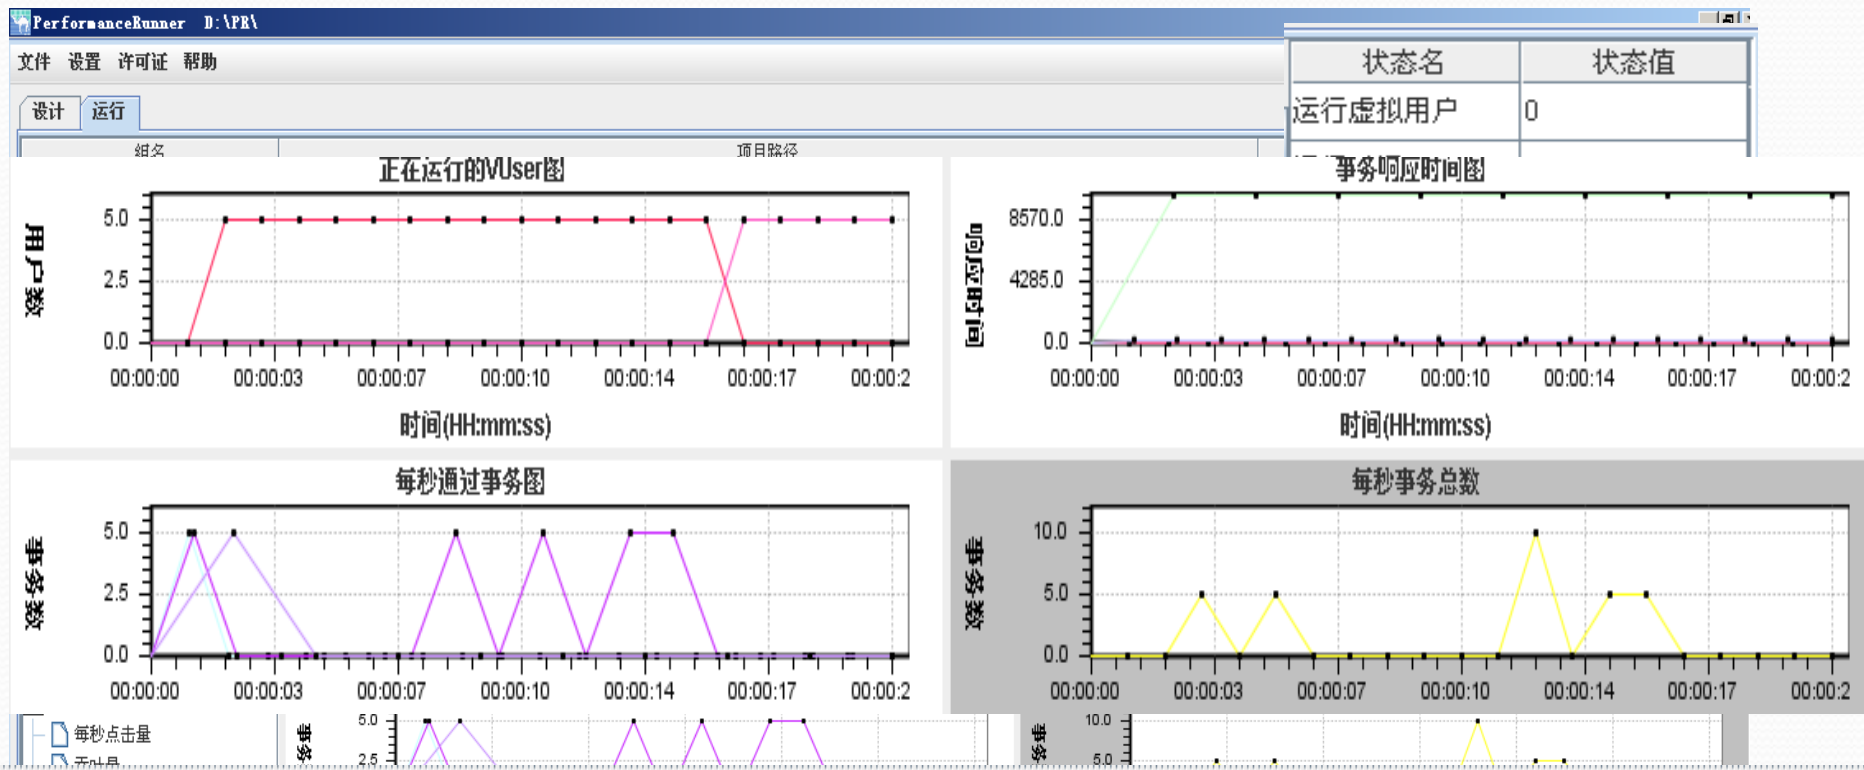 PerformanceRunner D:\PR\
文件 设置 许可证 帮助
设计 运行
组名 项目路径
状态名 状态值
运行虚拟用户 0
正在运行的VUser图
用户数
5.0
2.5
0.0
00:00:00 00:00:03 00:00:07 00:00:10 00:00:14 00:00:17 00:00:2
时间(HH:mm:ss)
事务响应时间图
响应时间
8570.0
4285.0
0.0
00:00:00 00:00:03 00:00:07 00:00:10 00:00:14 00:00:17 00:00:2
时间(HH:mm:ss)
每秒通过事务图
事务数
5.0
2.5
0.0
00:00:00 00:00:03 00:00:07 00:00:10 00:00:14 00:00:17 00:00:2
每秒事务总数
事务数
10.0
5.0
0.0
00:00:00 00:00:03 00:00:07 00:00:10 00:00:14 00:00:17 00:00:2
每秒点击量
吞吐量
事务
5.0
2.5
事务
10.0
5.0